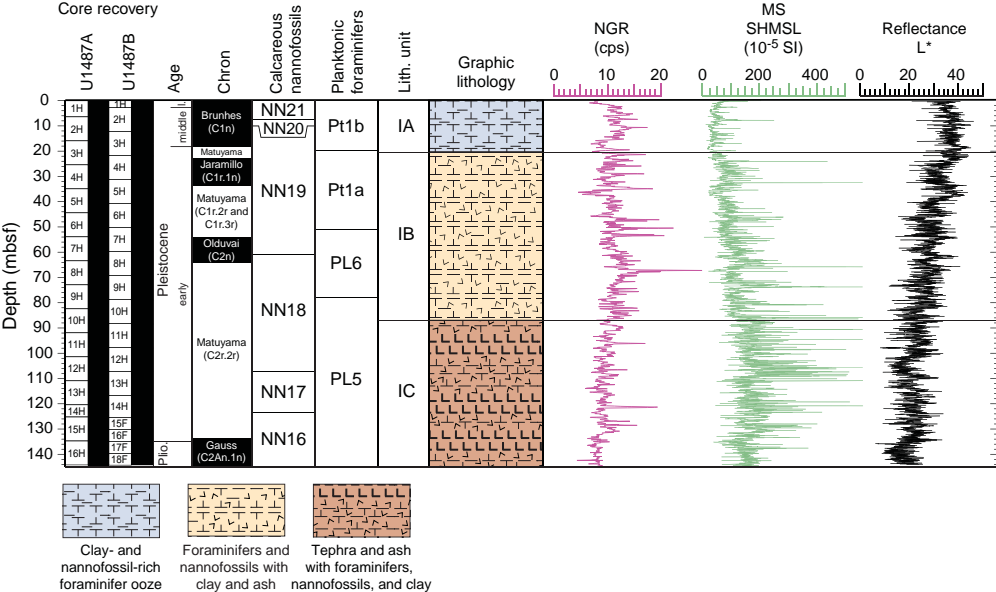 Core recovery
U1487A
U1487B
Age
Chron
Calcareous
nannofossils
Planktonic
foraminifers
Lith. unit
Graphic
lithology
NGR
(cps)
MS
SHMSL
(10-5 SI)
Reflectance
L*
0
10
20
0
200
400
0
20
40
Depth (mbsf)
0
10
20
30
40
50
60
70
80
90
100
110
120
130
140
1H
2H
3H
4H
5H
6H
7H
8H
9H
10H
11H
12H
13H
14H
15H
16H
1H
2H
3H
4H
5H
6H
7H
8H
9H
10H
11H
12H
13H
14H
15F
16F
17F
18F
l.
middle
Pleistocene
early
Plio.
Brunhes
(C1n)
Matuyama
Jaramillo
(C1r.1n)
Matuyama
(C1r.2r and
C1r.3r)
Olduvai
(C2n)
Matuyama
(C2r.2r)
Gauss
(C2An.1n)
NN21
NN20
NN19
NN18
NN17
NN16
Pt1b
Pt1a
PL6
PL5
IA
IB
IC
Clay- and
nannofossil-rich
foraminifer ooze
Foraminifers and
nannofossils with
clay and ash
Tephra and ash
with foraminifers,
nannofossils, and clay